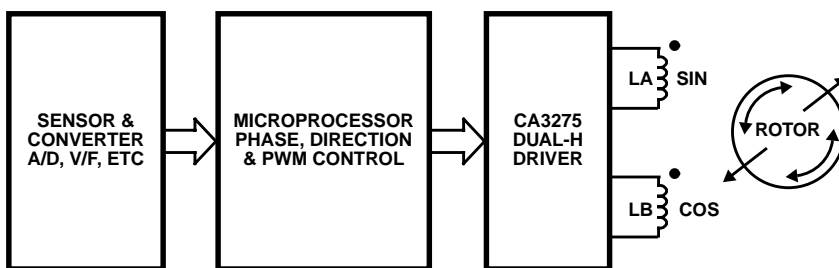 SENSOR &
CONVERTER
A/D, V/F, ETC
MICROPROCESSOR
PHASE, DIRECTION
& PWM CONTROL
CA3275
DUAL-H
DRIVER
LA SIN
LB COS
ROTOR